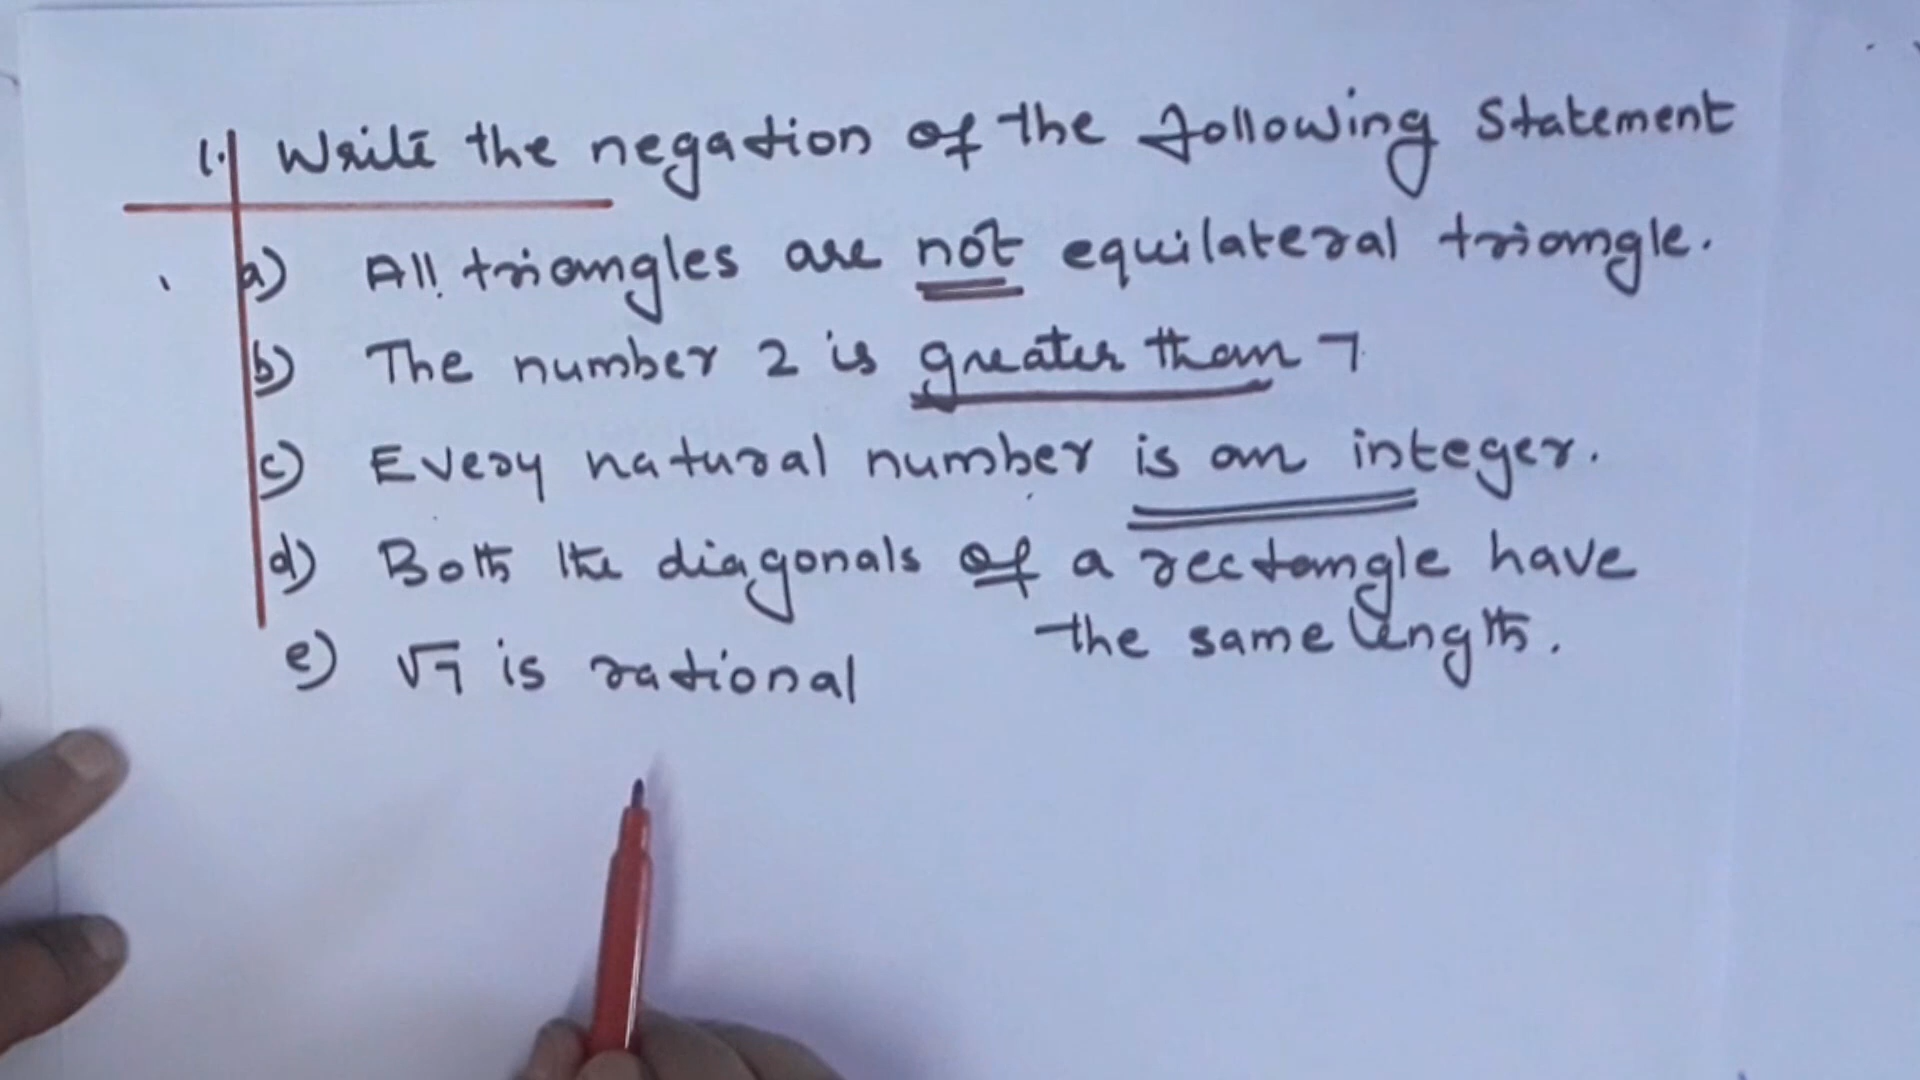 1. Write the negation of the following Statement
a) All triangles are not equilateral triangle.
b) The number 2 is greater than 7
c) Every natural number is an integer.
d) Both the diagonals of a rectangle have
the same length.
e) √7 is rational